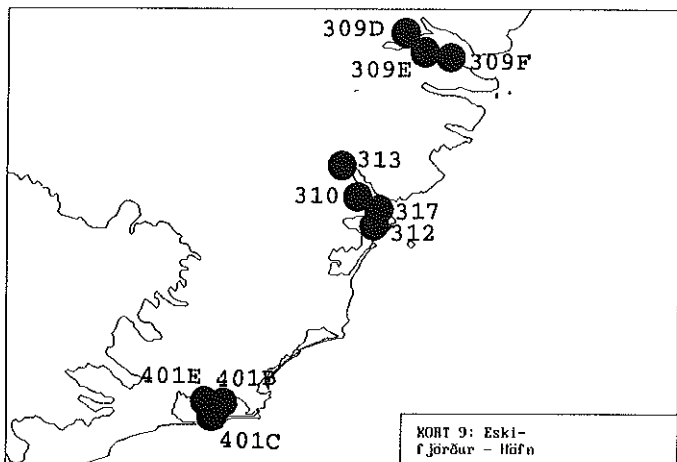 309D
309E
309F
313
310
317
312
401E
401B
401C
KORT 9: Eski-
fjörður - Höfn